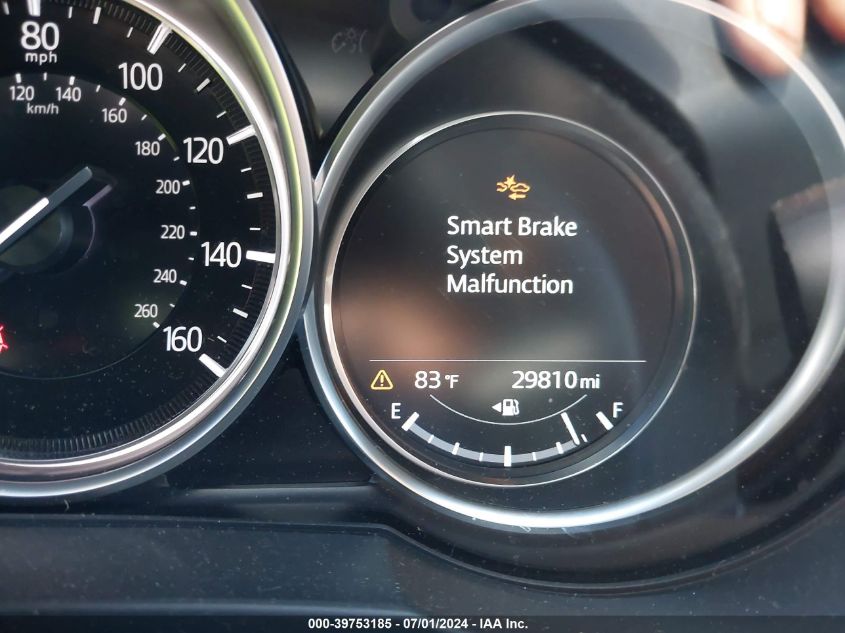 80
mph
100
120
140
160
120
140
km/h
160
180
200
220
240
260
Smart Brake
System
Malfunction
83 °F
29810 mi
E
F
000-39753185 - 07/01/2024 - IAA Inc.